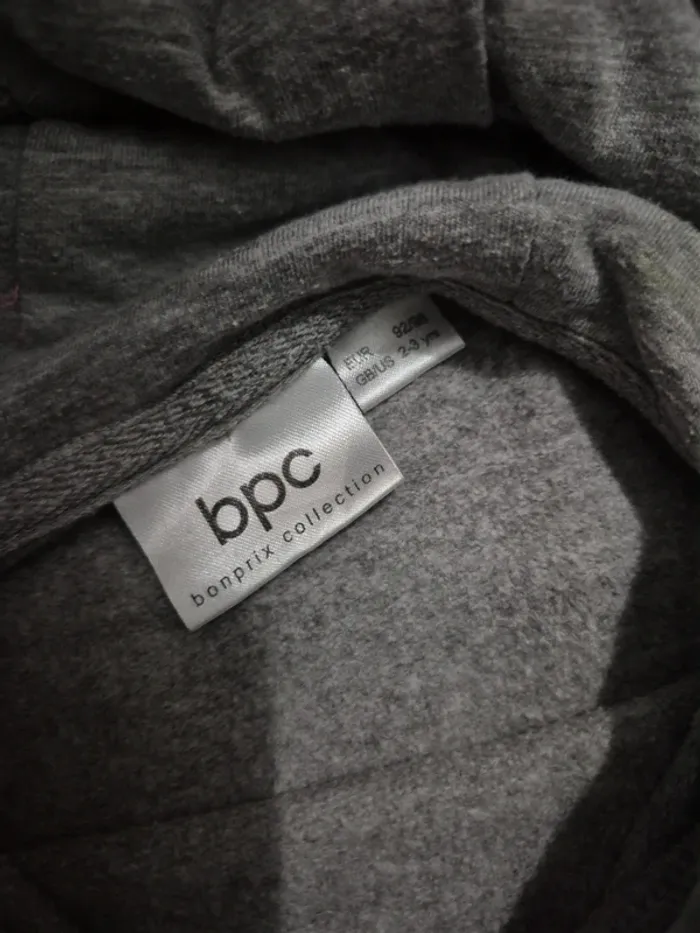 EUR 92/98
GB/US 2-3 yrs
bpc
bonprix collection